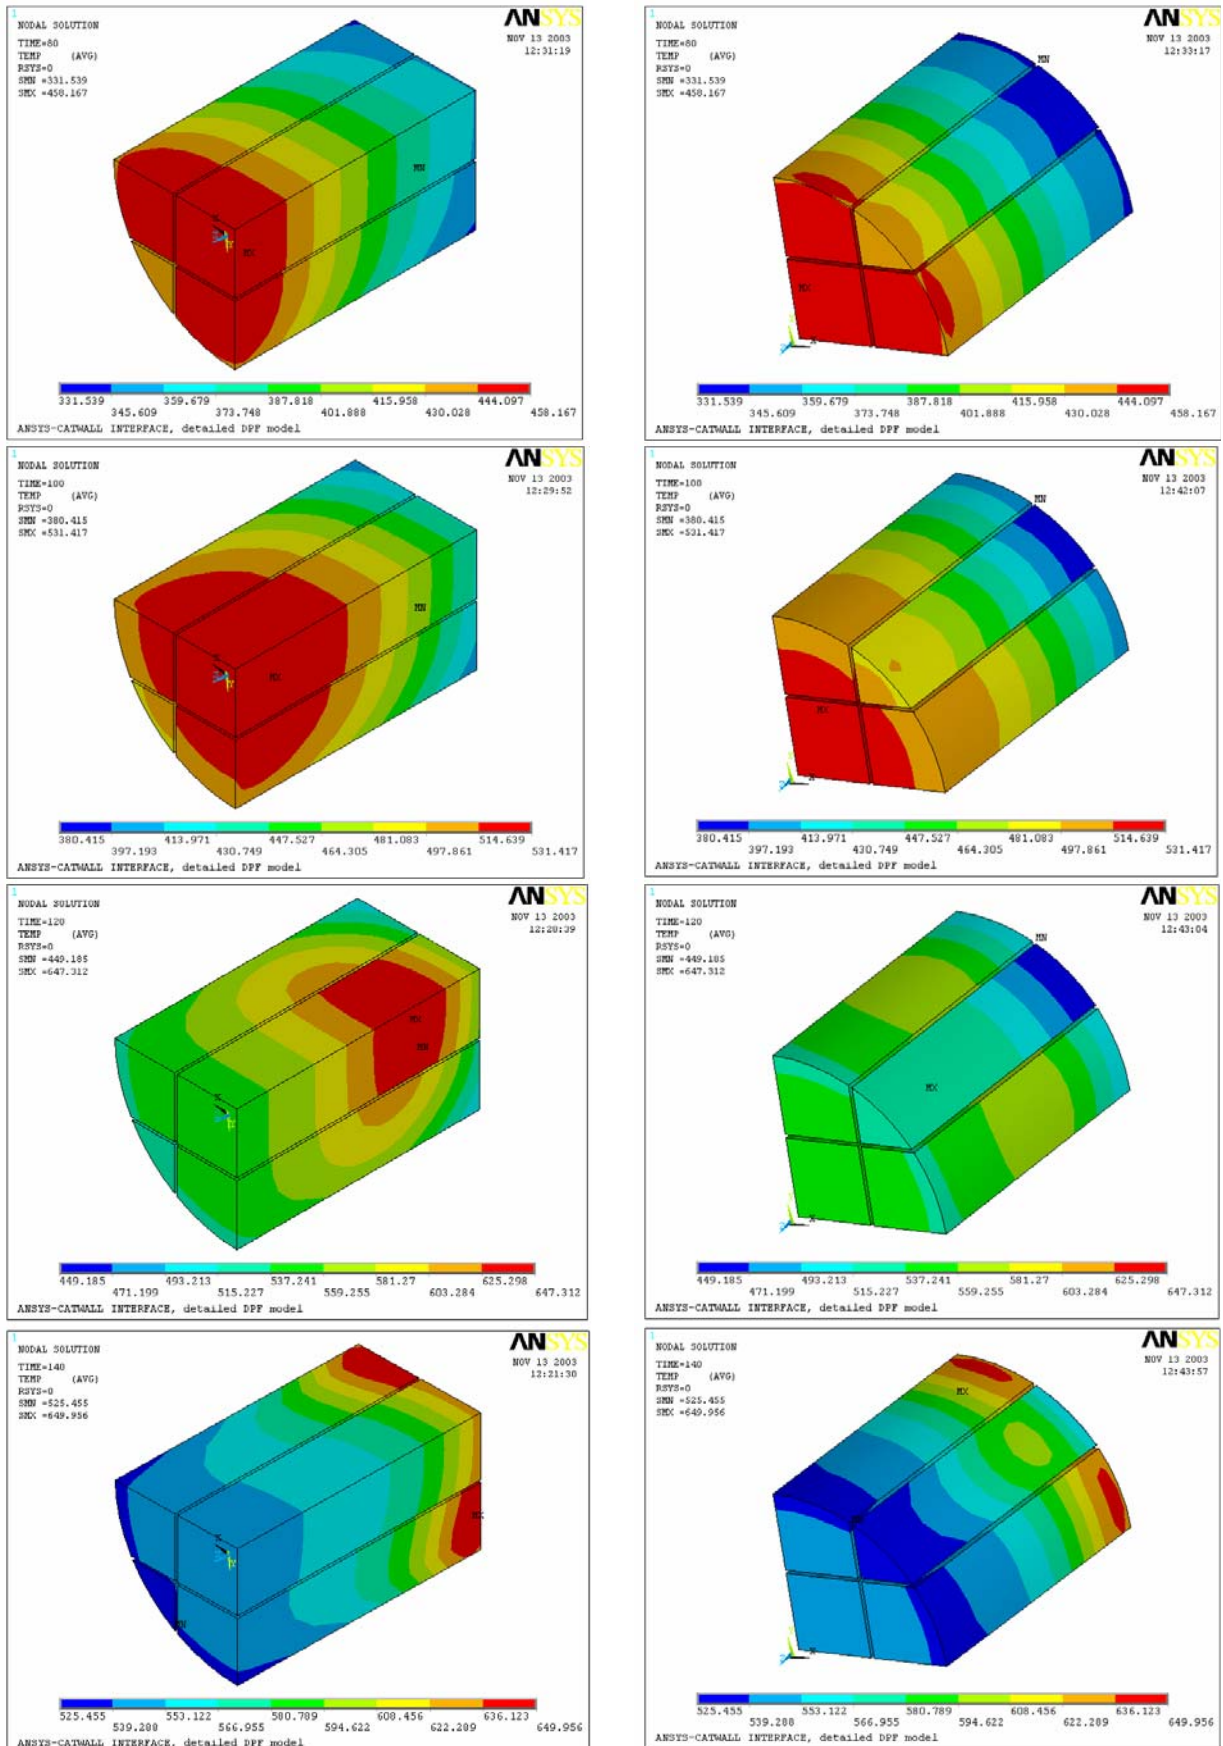 1
NODAL SOLUTION
TIME=80
TEMP (AVG)
RSYS=0
SMN =331.539
SMX =458.167
ANSYS
NOV 13 2003
12:31:19
MN
X
Y
MX
331.539 359.679 387.818 415.958 444.097
345.609 373.748 401.888 430.028 458.167
ANSYS-CATWALL INTERFACE, detailed DPF model
1
NODAL SOLUTION
TIME=80
TEMP (AVG)
RSYS=0
SMN =331.539
SMX =458.167
ANSYS
NOV 13 2003
12:33:17
MN
MX
X
331.539 359.679 387.818 415.958 444.097
345.609 373.748 401.888 430.028 458.167
ANSYS-CATWALL INTERFACE, detailed DPF model
1
NODAL SOLUTION
TIME=100
TEMP (AVG)
RSYS=0
SMN =380.415
SMX =531.417
ANSYS
NOV 13 2003
12:29:52
MN
X
Y
MX
380.415 413.971 447.527 481.083 514.639
397.193 430.749 464.305 497.861 531.417
ANSYS-CATWALL INTERFACE, detailed DPF model
1
NODAL SOLUTION
TIME=100
TEMP (AVG)
RSYS=0
SMN =380.415
SMX =531.417
ANSYS
NOV 13 2003
12:42:07
MN
MX
X
380.415 413.971 447.527 481.083 514.639
397.193 430.749 464.305 497.861 531.417
ANSYS-CATWALL INTERFACE, detailed DPF model
1
NODAL SOLUTION
TIME=120
TEMP (AVG)
RSYS=0
SMN =449.185
SMX =647.312
ANSYS
NOV 13 2003
12:28:39
MX
MN
X
Y
449.185 493.213 537.241 581.27 625.298
471.199 515.227 559.255 603.284 647.312
ANSYS-CATWALL INTERFACE, detailed DPF model
1
NODAL SOLUTION
TIME=120
TEMP (AVG)
RSYS=0
SMN =449.185
SMX =647.312
ANSYS
NOV 13 2003
12:43:04
MN
MX
X
449.185 493.213 537.241 581.27 625.298
471.199 515.227 559.255 603.284 647.312
ANSYS-CATWALL INTERFACE, detailed DPF model
1
NODAL SOLUTION
TIME=140
TEMP (AVG)
RSYS=0
SMN =525.455
SMX =649.956
ANSYS
NOV 13 2003
12:21:30
MX
X
Y
MN
525.455 553.122 580.789 608.456 636.123
539.288 566.955 594.622 622.289 649.956
ANSYS-CATWALL INTERFACE, detailed DPF model
1
NODAL SOLUTION
TIME=140
TEMP (AVG)
RSYS=0
SMN =525.455
SMX =649.956
ANSYS
NOV 13 2003
12:43:57
MX
X
525.455 553.122 580.789 608.456 636.123
539.288 566.955 594.622 622.289 649.956
ANSYS-CATWALL INTERFACE, detailed DPF model